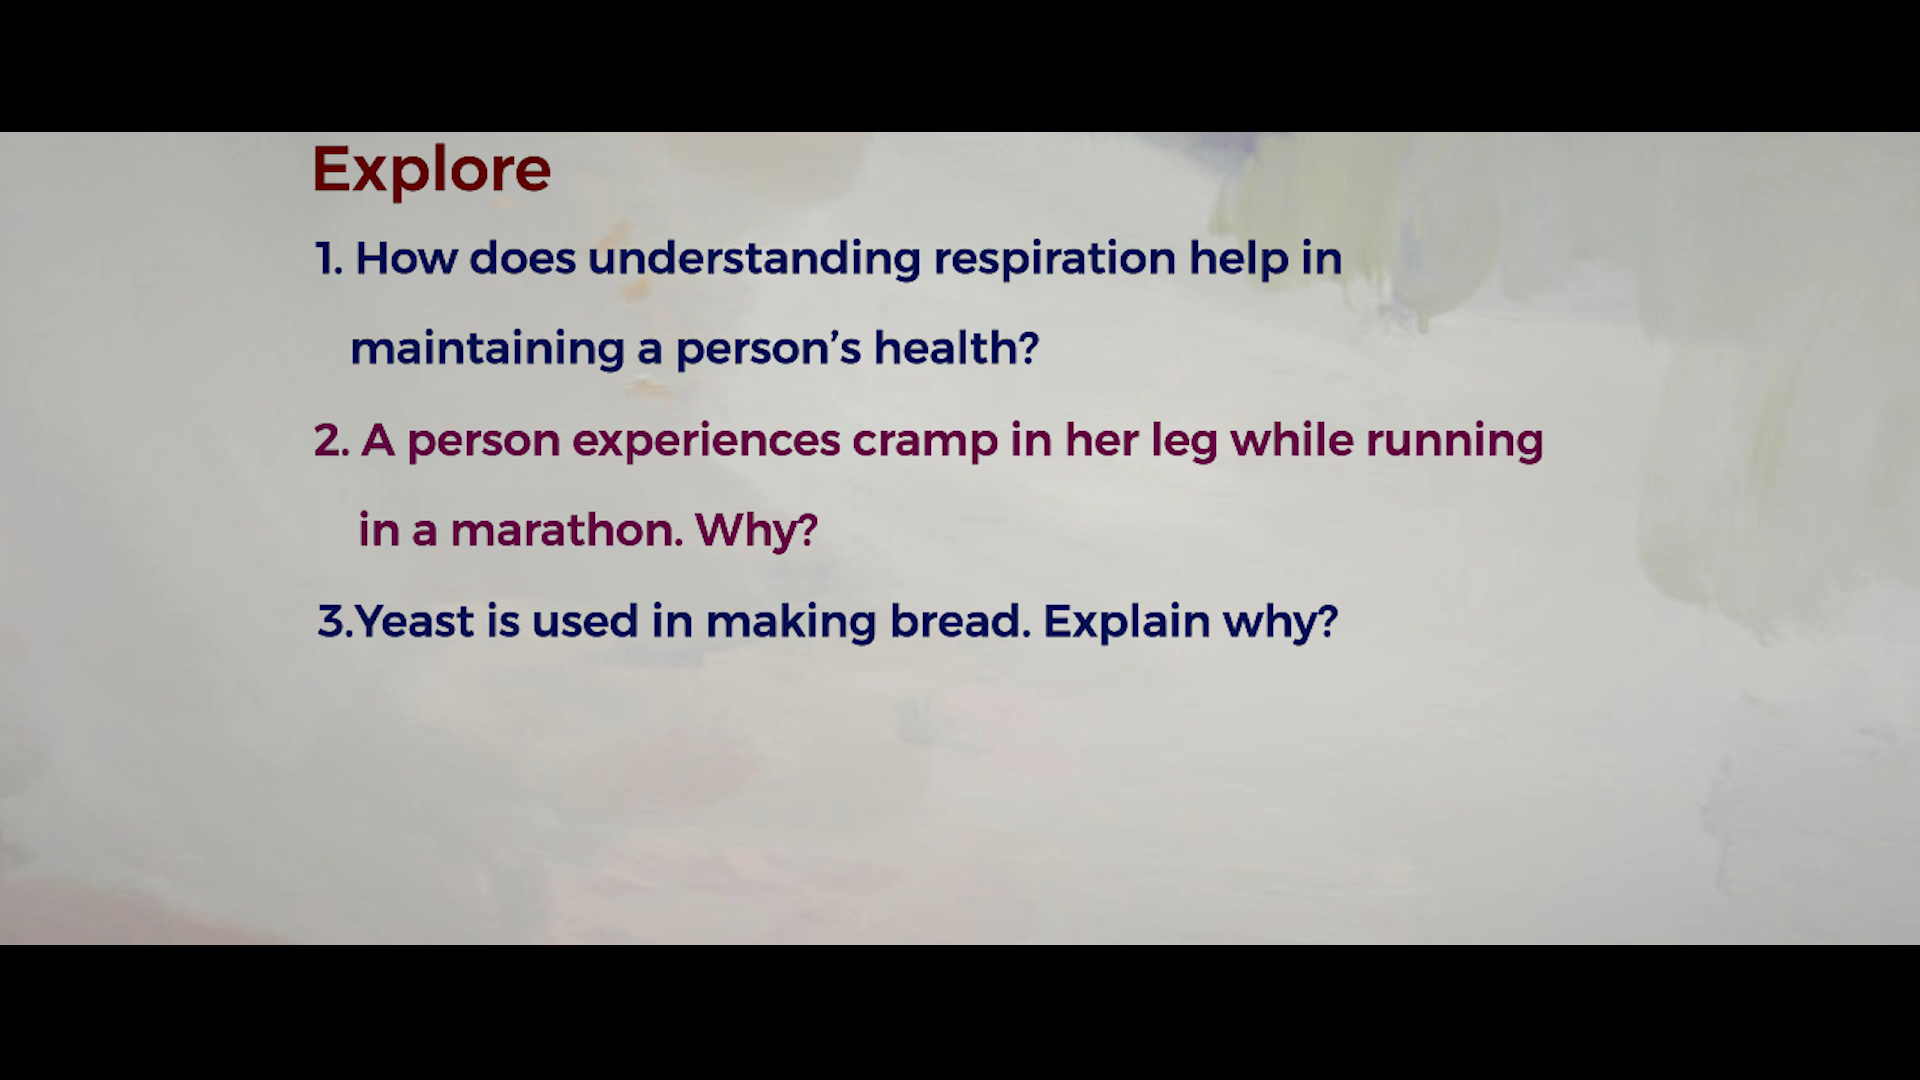 Explore
1. How does understanding respiration help in
maintaining a person’s health?
2. A person experiences cramp in her leg while running
in a marathon. Why?
3.Yeast is used in making bread. Explain why?